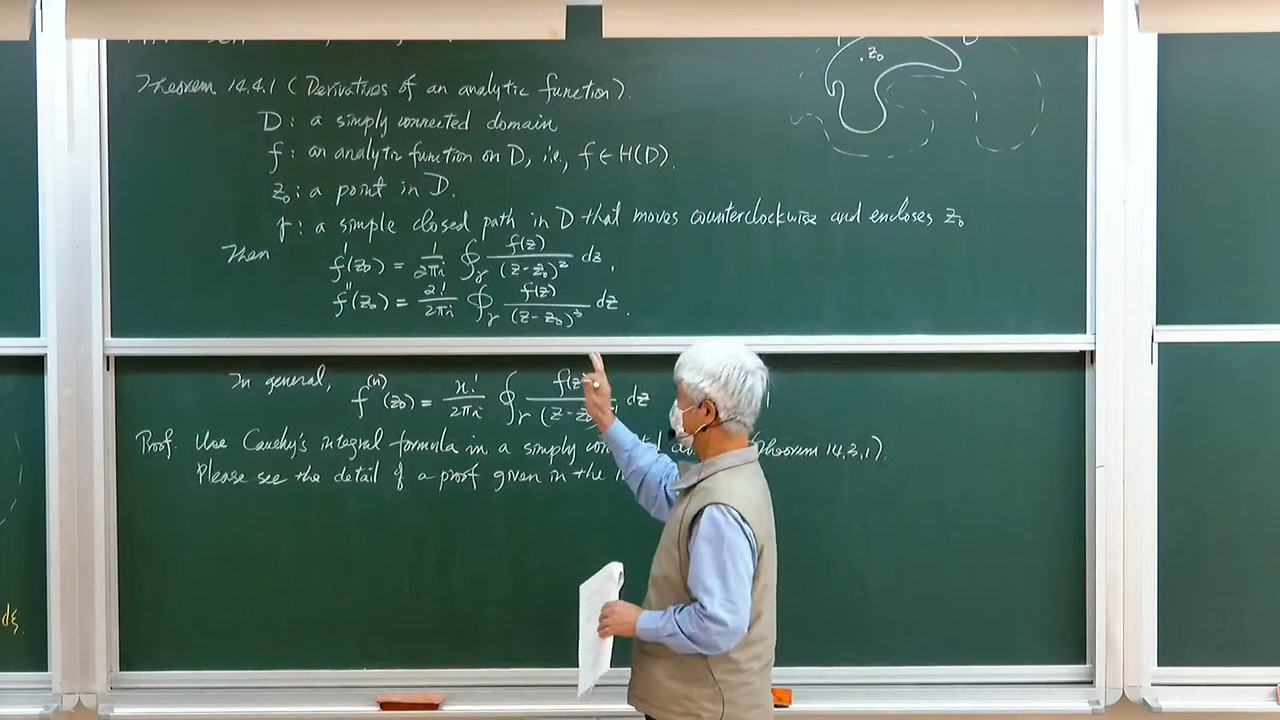 Theorem 14.4.1 (Derivatives of an analytic function).
D: a simply connected domain
f: an analytic function on D, i.e., f ∈ H(D).
z₀: a point in D.
γ: a simple closed path in D that moves counterclockwise and encloses z₀
Then f'(z₀) = 1/2πi ∮_γ f(z)/(z-z₀)² dz,
f''(z₀) = 2!/2πi ∮_γ f(z)/(z-z₀)³ dz.
In general, f⁽ⁿ⁾(z₀) = n!/2πi ∮_γ f(z dz
Proof. Use Cauchy's integral formula in a simply Theorem 14.3.1).
Please see the detail of a proof given in the
z₀
dξ